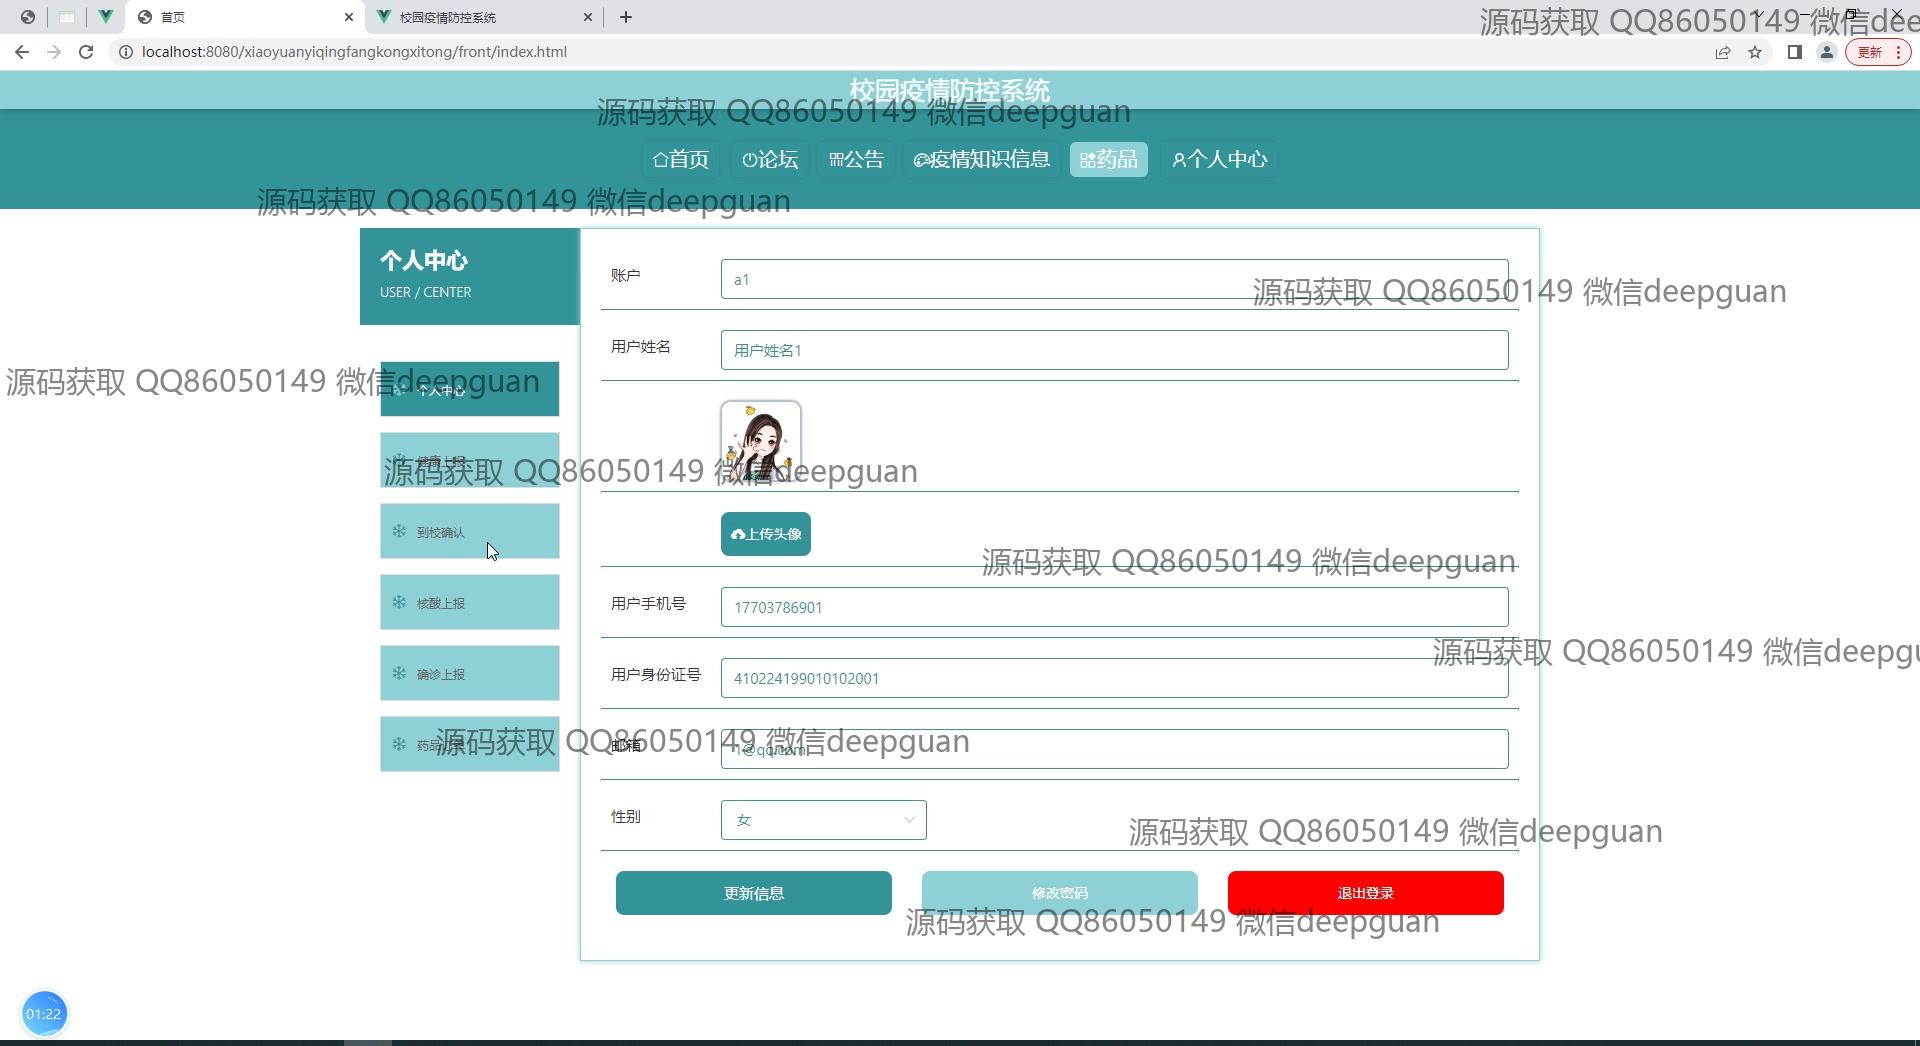 首页
校园疫情防控系统
localhost:8080/xiaoyuanyiqingfangkongxitong/front/index.html
更新
源码获取 QQ86050149 微信dee
校园疫情防控系统
源码获取 QQ86050149 微信deepguan
首页
论坛
公告
疫情知识信息
药品
个人中心
源码获取 QQ86050149 微信deepguan
个人中心
USER / CENTER
账户
a1
源码获取 QQ86050149 微信deepguan
用户姓名
用户姓名1
源码获取 QQ86050149 微信deepguan
个人中心
健康上报
源码获取 QQ86050149 微信deepguan
到校确认
上传头像
源码获取 QQ86050149 微信deepguan
核酸上报
用户手机号
17703786901
源码获取 QQ86050149 微信deepgu
确诊上报
用户身份证号
410224199010102001
药品
源码获取 QQ86050149 微信deepguan
邮箱
1@qq.com
性别
女
源码获取 QQ86050149 微信deepguan
更新信息
修改密码
退出登录
源码获取 QQ86050149 微信deepguan
01:22